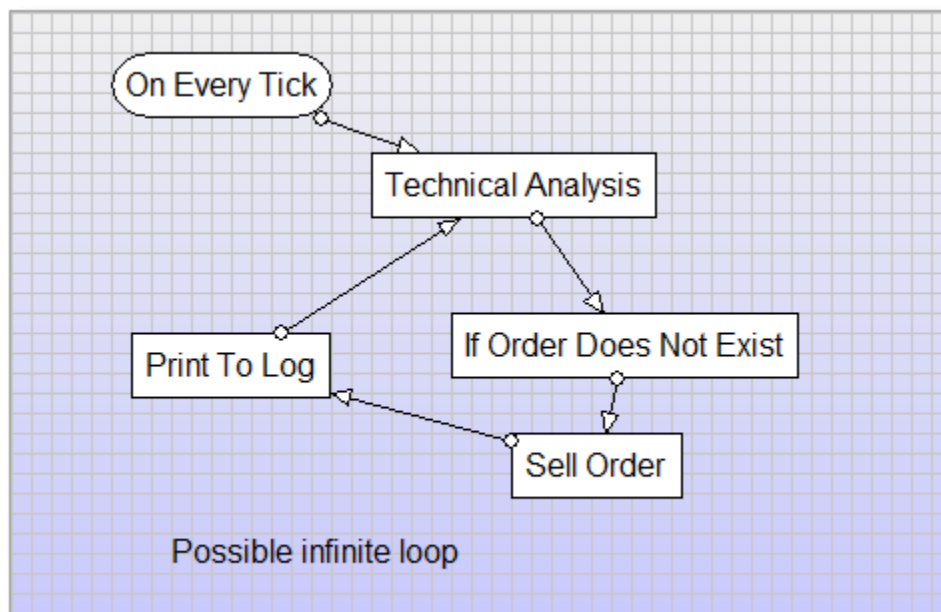 On Every Tick
Technical Analysis
If Order Does Not Exist
Print To Log
Sell Order
Possible infinite loop